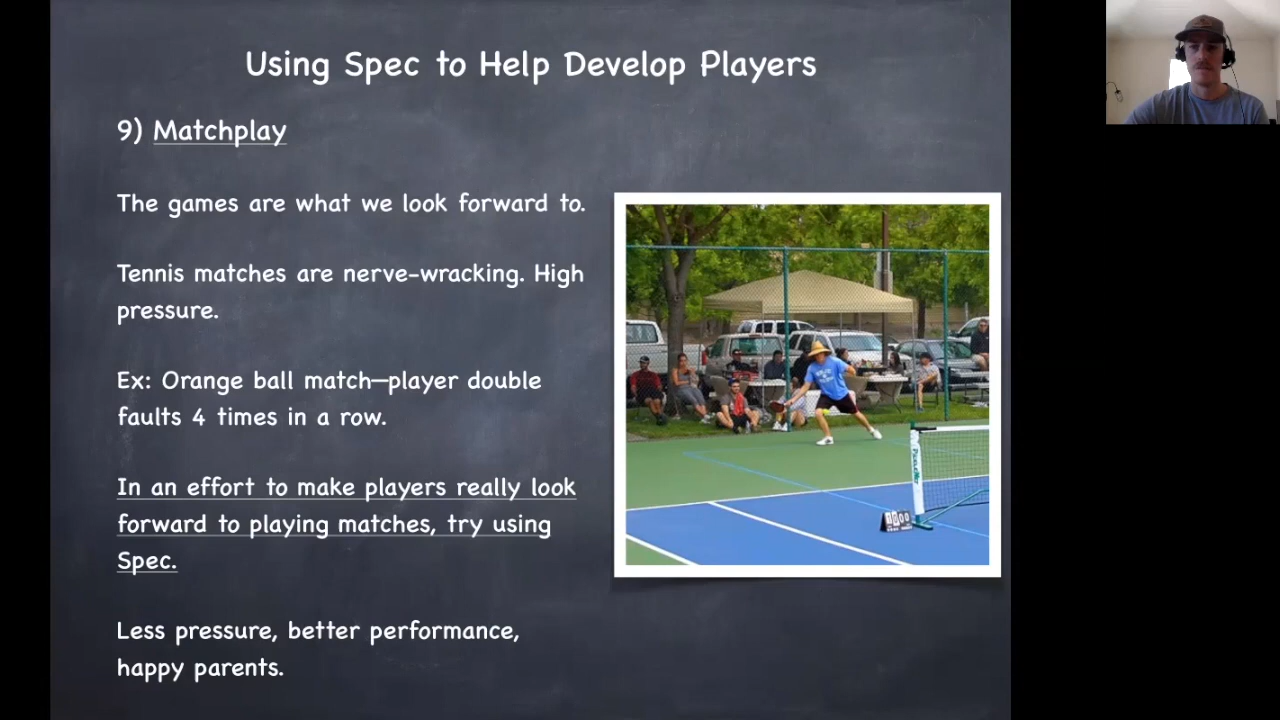 Using Spec to Help Develop Players
9) Matchplay
The games are what we look forward to.
Tennis matches are nerve-wracking. High
pressure.
Ex: Orange ball match—player double
faults 4 times in a row.
In an effort to make players really look
forward to playing matches, try using
Spec.
Less pressure, better performance,
happy parents.